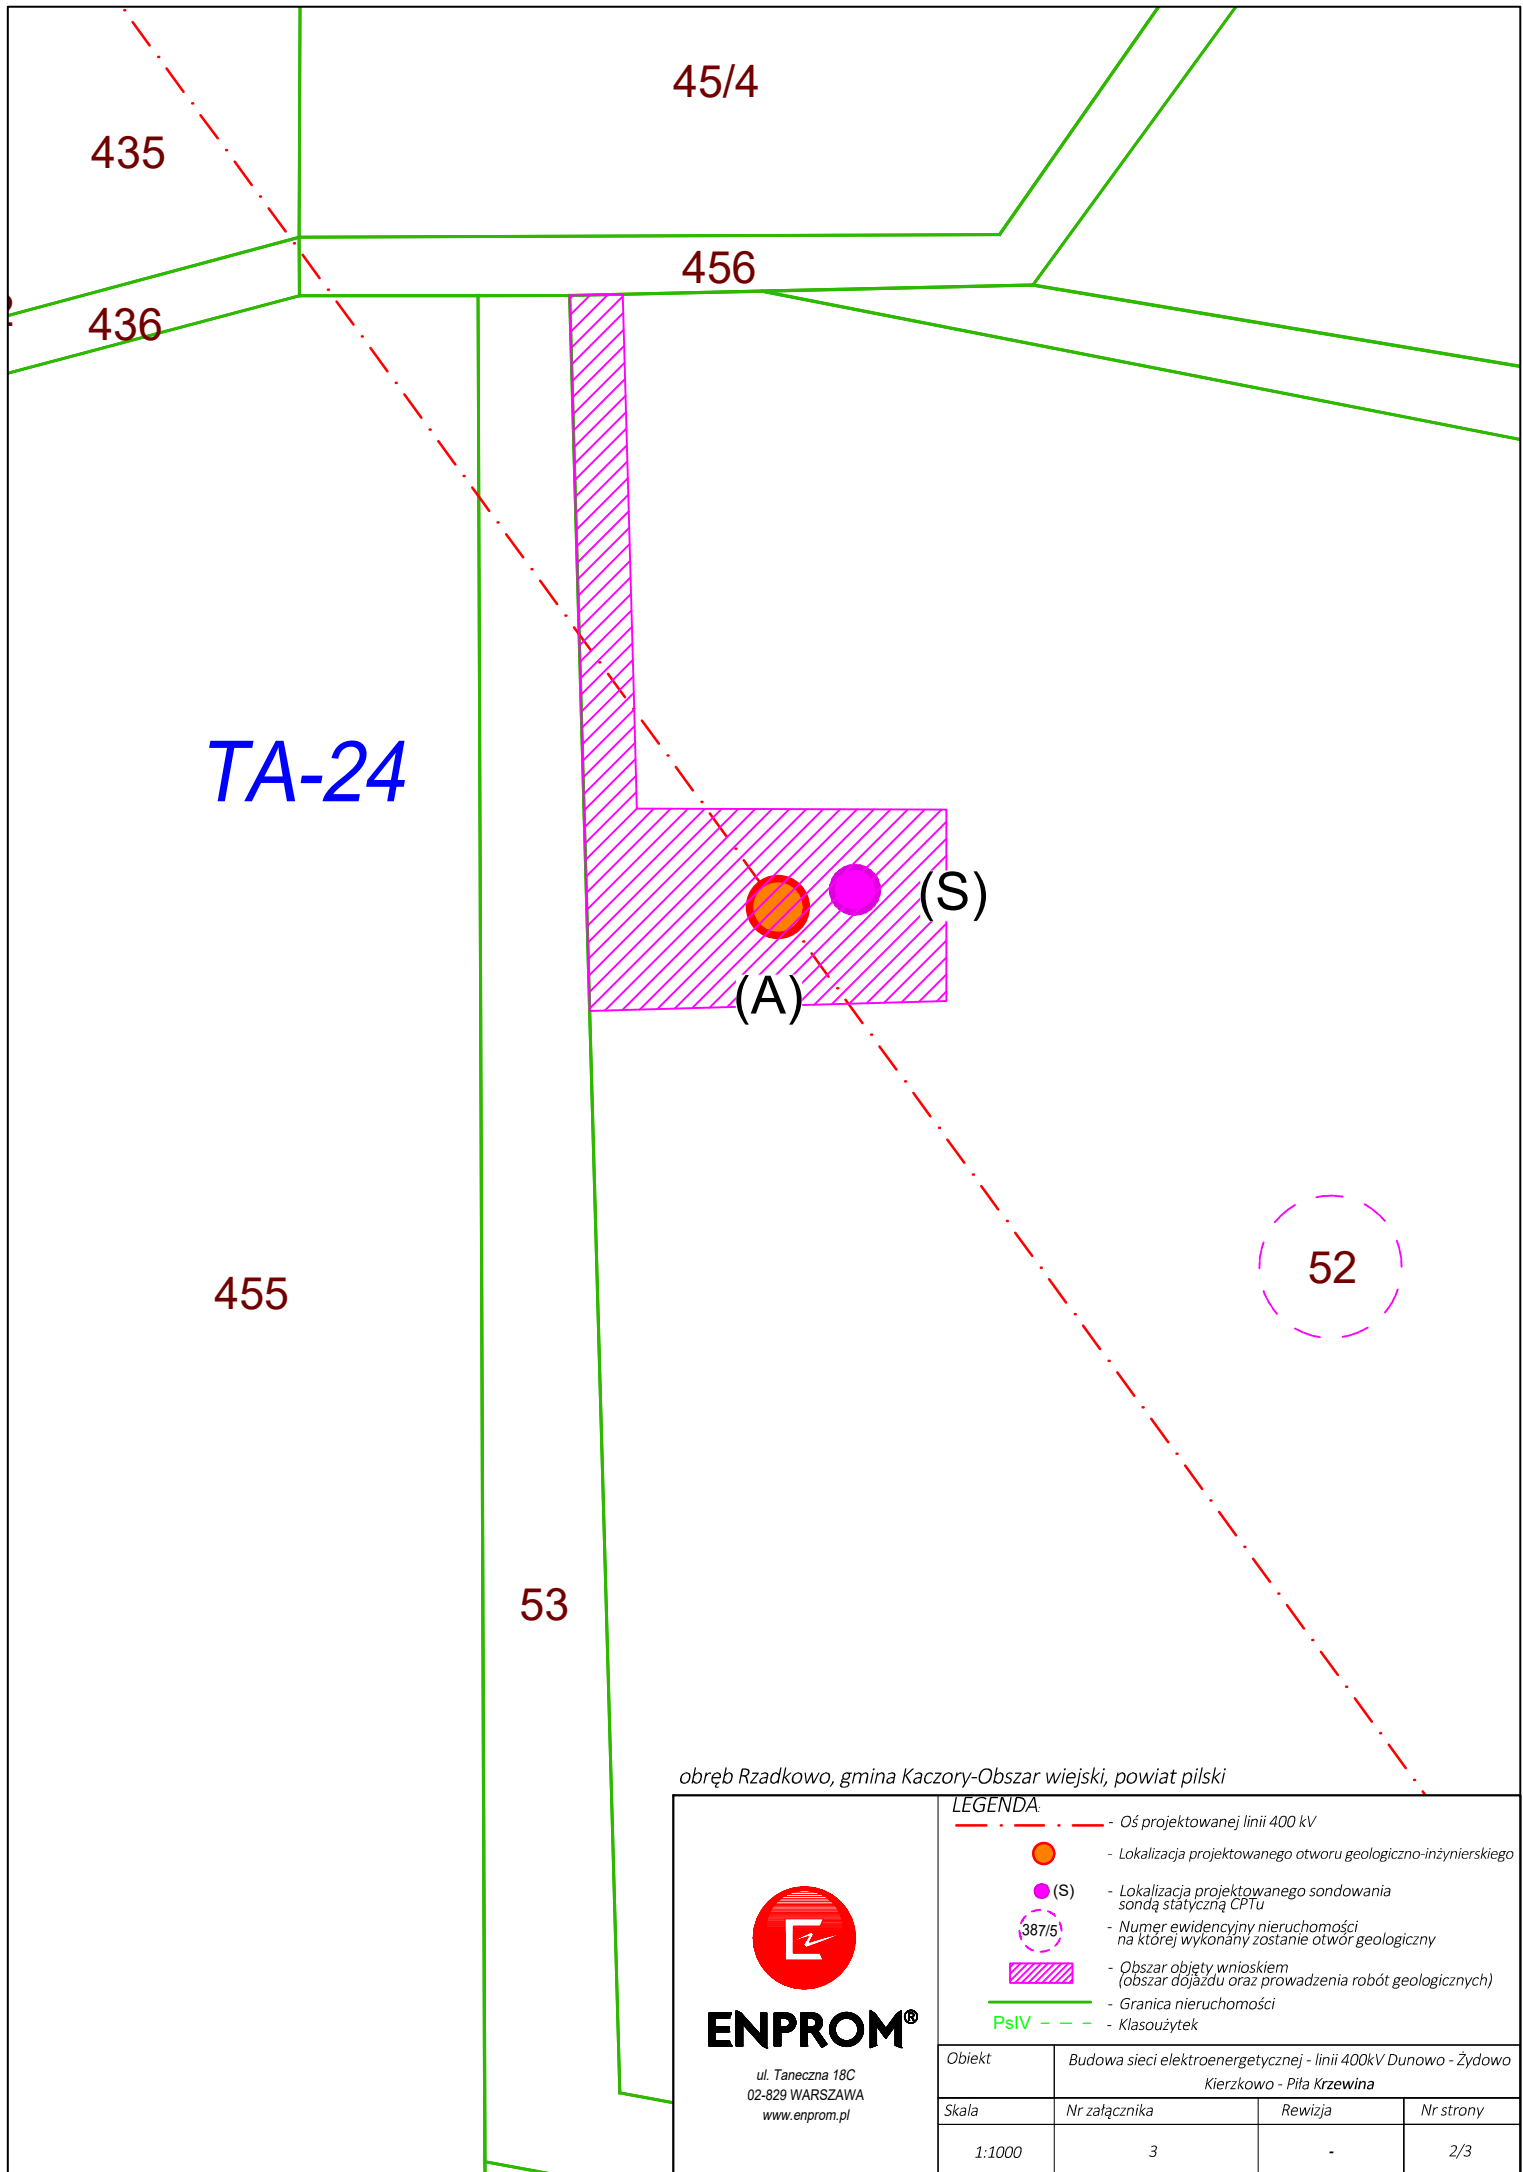 45/4
435
456
436
TA-24
(S)
(A)
455
52
53
obręb Rzadkowo, gmina Kaczory-Obszar wiejski, powiat pilski
LEGENDA:
- Oś projektowanej linii 400 kV
- Lokalizacja projektowanego otworu geologiczno-inżynierskiego
(S) - Lokalizacja projektowanego sondowania
sondą statyczną CPTu
387/5 - Numer ewidencyjny nieruchomości
na której wykonany zostanie otwór geologiczny
- Obszar objęty wnioskiem
(obszar dojazdu oraz prowadzenia robót geologicznych)
- Granica nieruchomości
PsIV - Klasoużytek
ENPROM®
ul. Taneczna 18C
02-829 WARSZAWA
www.enprom.pl
Obiekt
Budowa sieci elektroenergetycznej - linii 400kV Dunowo - Żydowo
Kierzkowo - Piła Krzewina
Skala Nr załącznika Rewizja Nr strony
1:1000 3 - 2/3